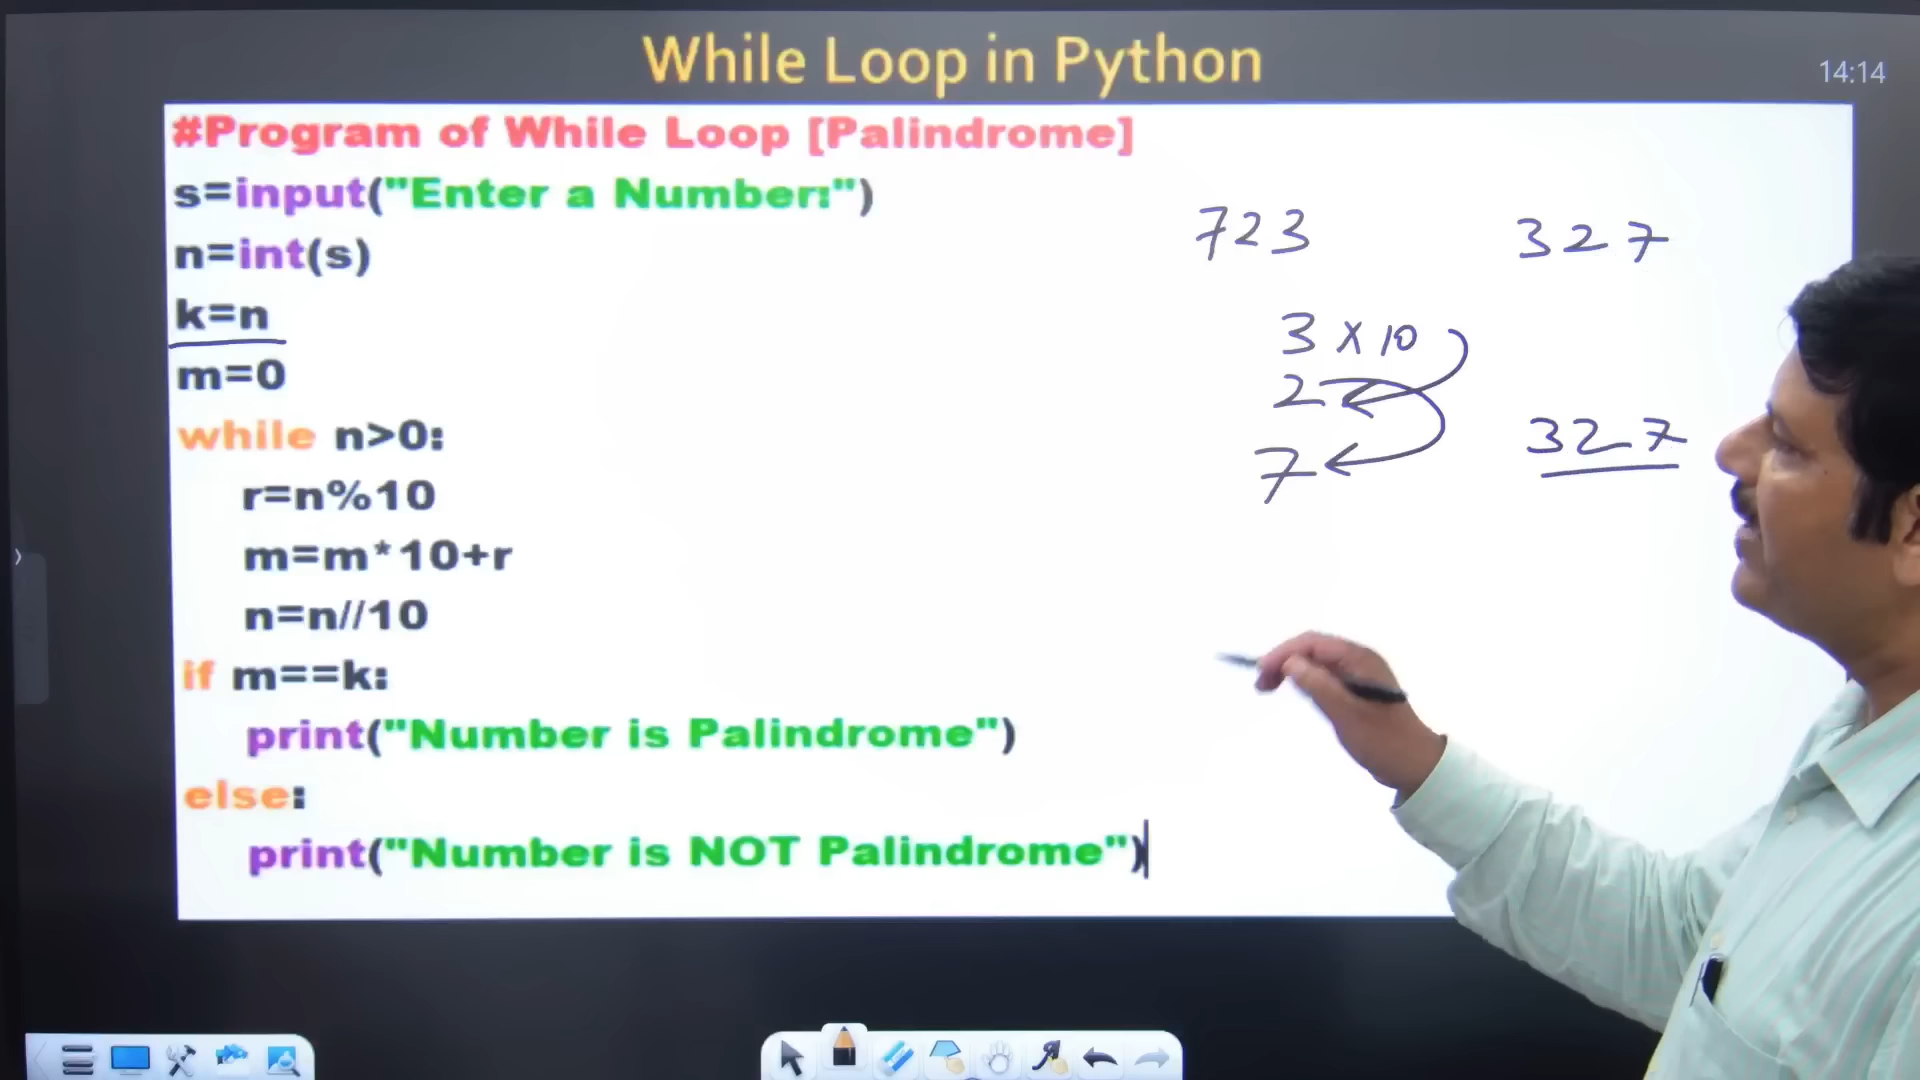 While Loop in Python
14:14
#Program of While Loop [Palindrome]
s=input("Enter a Number:")
n=int(s)
k=n
m=0
while n>0:
r=n%10
m=m*10+r
n=n//10
if m==k:
print("Number is Palindrome")
else:
print("Number is NOT Palindrome")
723
327
3 x 10
2
7
327